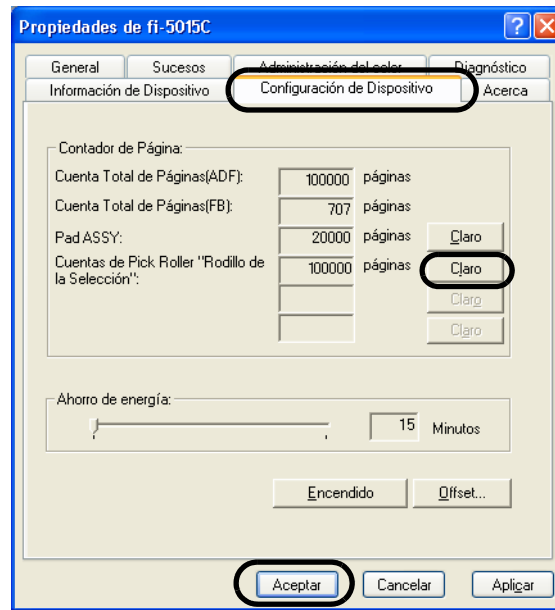 Propiedades de fi-5015C
General Sucesos Administración del color Diagnóstico
Información de Dispositivo Configuración de Dispositivo Acerca
Contador de Página:
Cuenta Total de Páginas(ADF): 100000 páginas
Cuenta Total de Páginas(FB): 707 páginas
Pad ASSY: 20000 páginas Claro
Cuentas de Pick Roller "Rodillo de
la Selección": 100000 páginas Claro
Claro
Claro
Ahorro de energía:
15 Minutos
Encendido Offset...
Aceptar Cancelar Aplicar